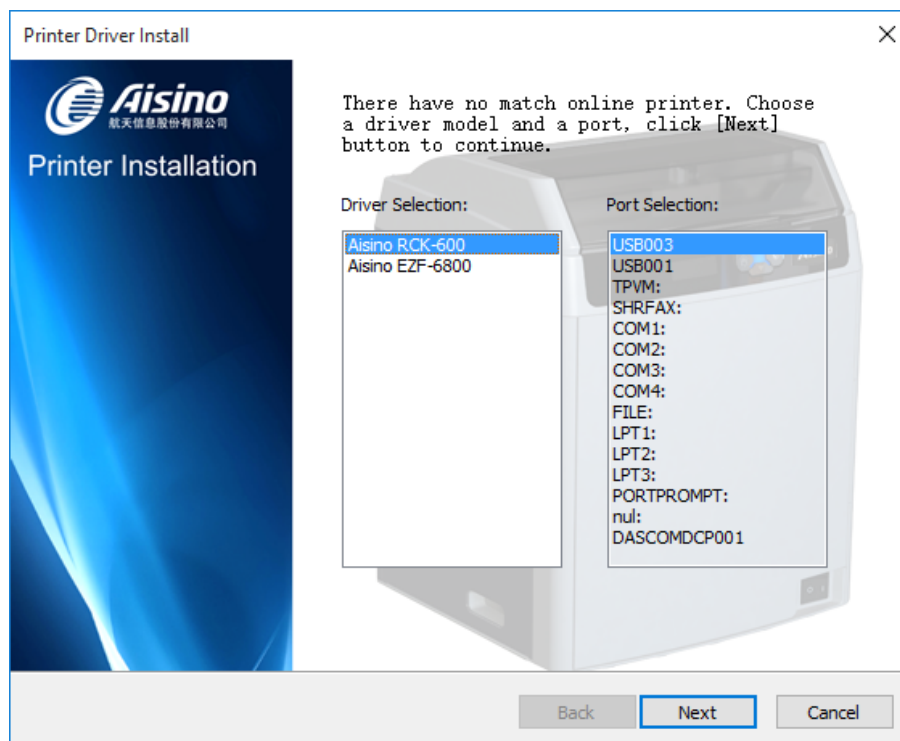 Printer Driver Install
Aisino
航天信息股份有限公司
Printer Installation
There have no match online printer. Choose
a driver model and a port, click [Next]
button to continue.
Driver Selection:
Port Selection:
Aisino RCK-600
Aisino EZF-6800
USB003
USB001
TPVM:
SHRFAX:
COM1:
COM2:
COM3:
COM4:
FILE:
LPT1:
LPT2:
LPT3:
PORTPROMPT:
nul:
DASCOMDCP001
Back
Next
Cancel